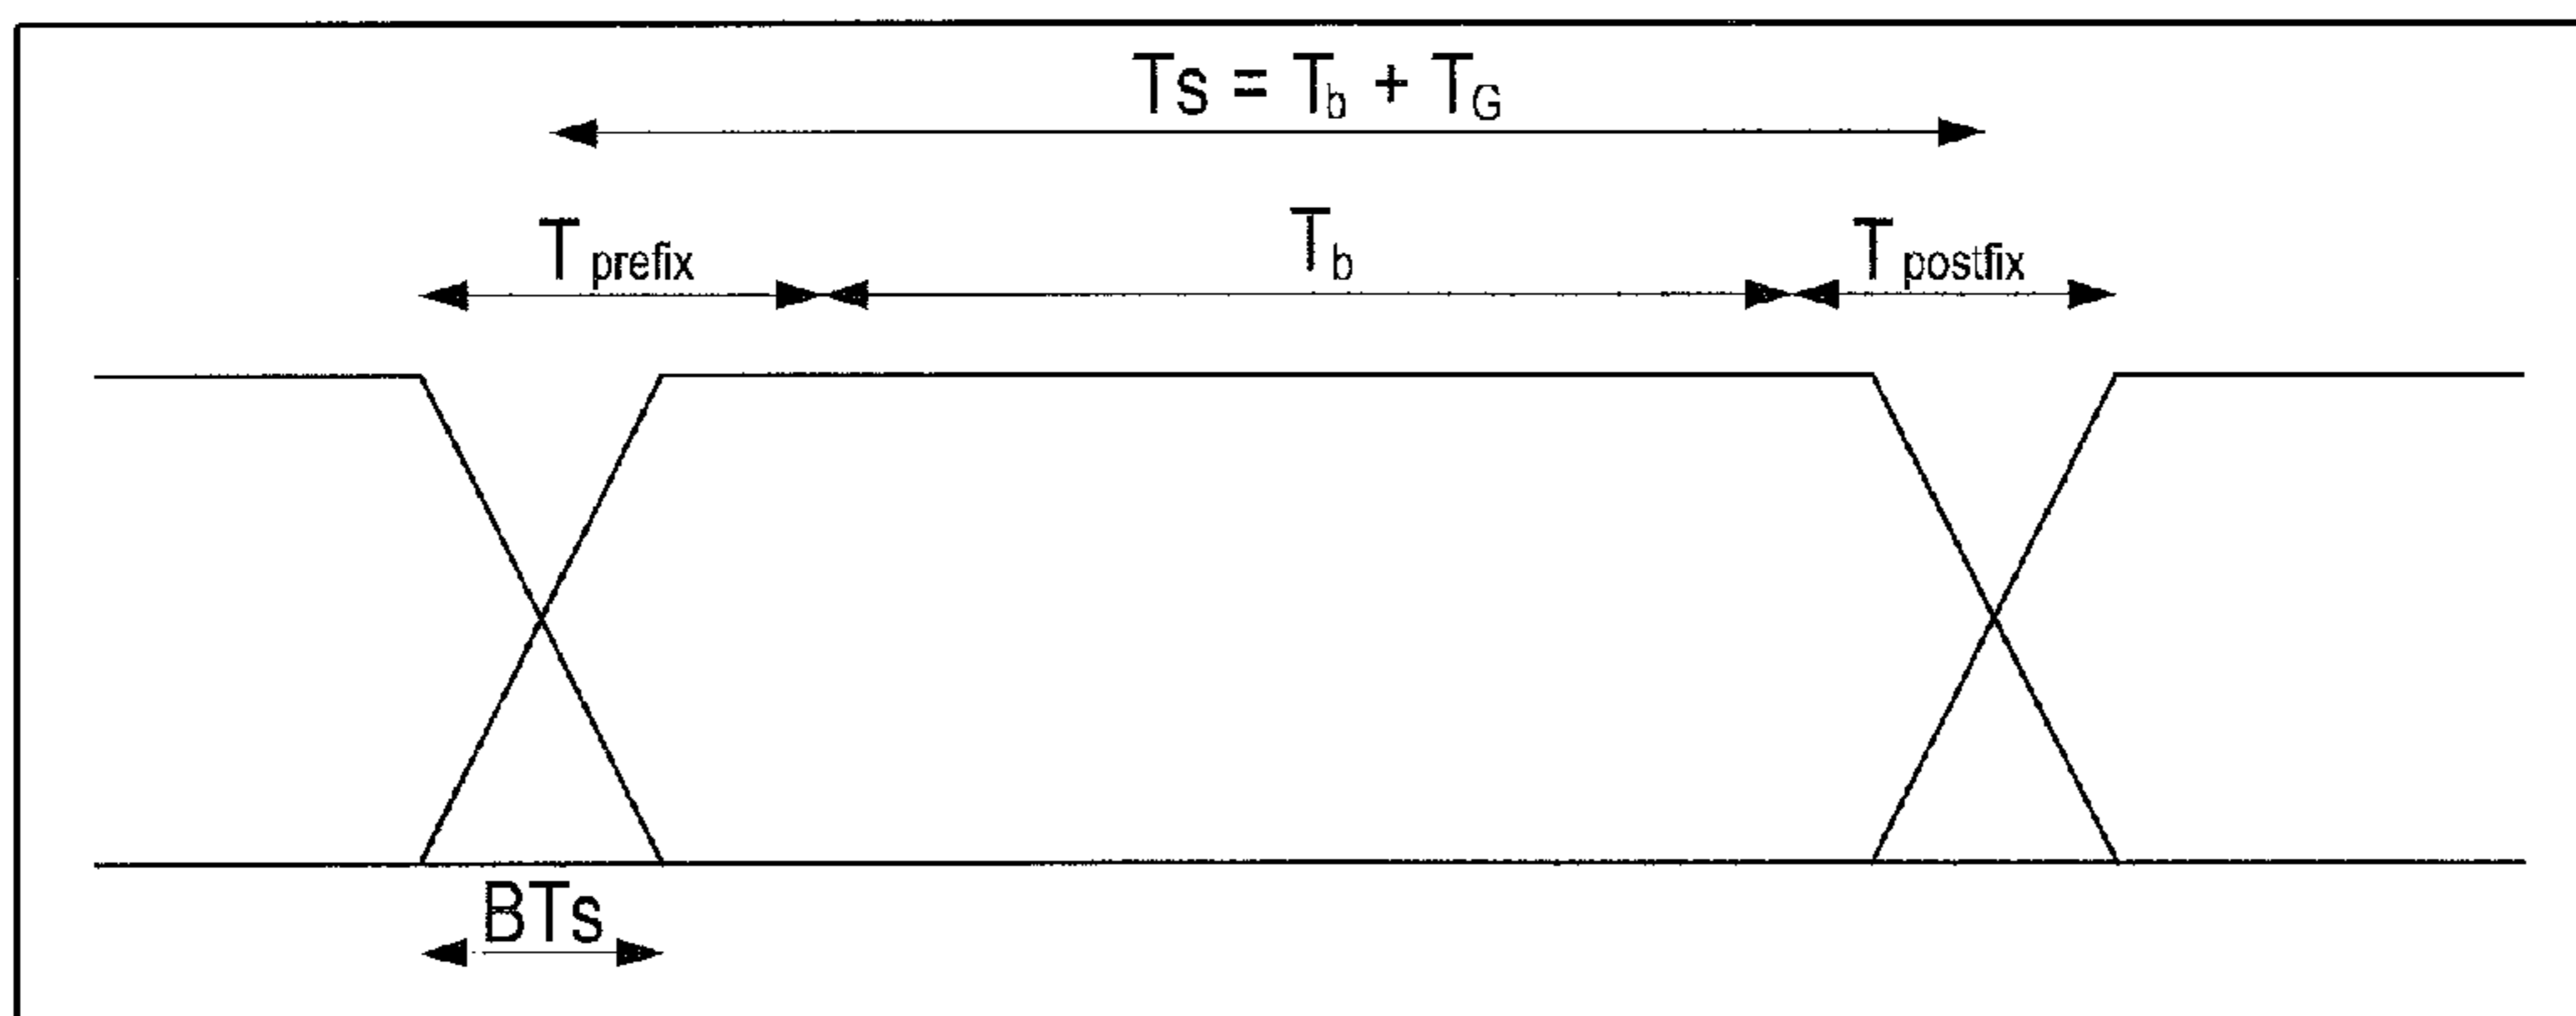 Ts = Tb + TG
Tprefix
Tb
Tpostfix
BTs